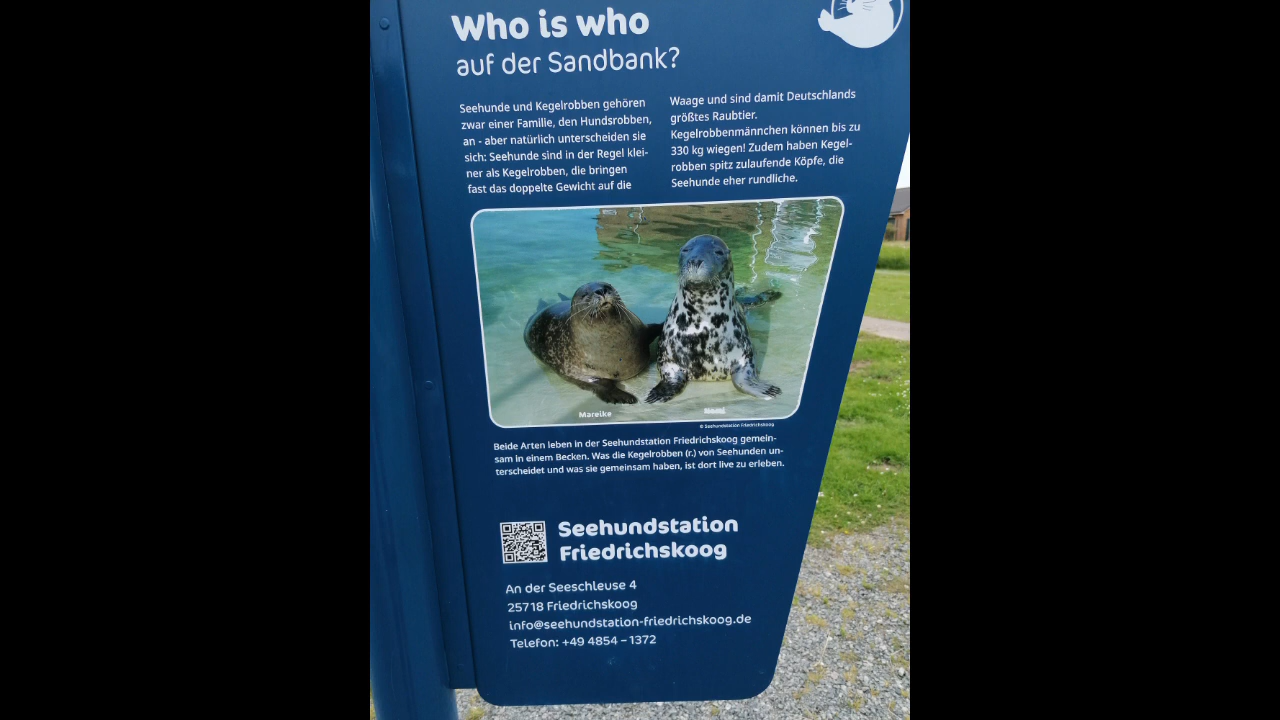 Who is who
auf der Sandbank?
Seehunde und Kegelrobben gehören
zwar einer Familie, den Hundsrobben,
an - aber natürlich unterscheiden sie
sich: Seehunde sind in der Regel klei-
ner als Kegelrobben, die bringen
fast das doppelte Gewicht auf die
Waage und sind damit Deutschlands
größtes Raubtier.
Kegelrobbenmännchen können bis zu
330 kg wiegen! Zudem haben Kegel-
robben spitz zulaufende Köpfe, die
Seehunde eher rundliche.
Mareike
© Seehundstation Friedrichskoog
Beide Arten leben in der Seehundstation Friedrichskoog gemein-
sam in einem Becken. Was die Kegelrobben (r.) von Seehunden un-
terscheidet und was sie gemeinsam haben, ist dort live zu erleben.
Seehundstation
Friedrichskoog
An der Seeschleuse 4
25718 Friedrichskoog
info@seehundstation-friedrichskoog.de
Telefon: +49 4854 – 1372